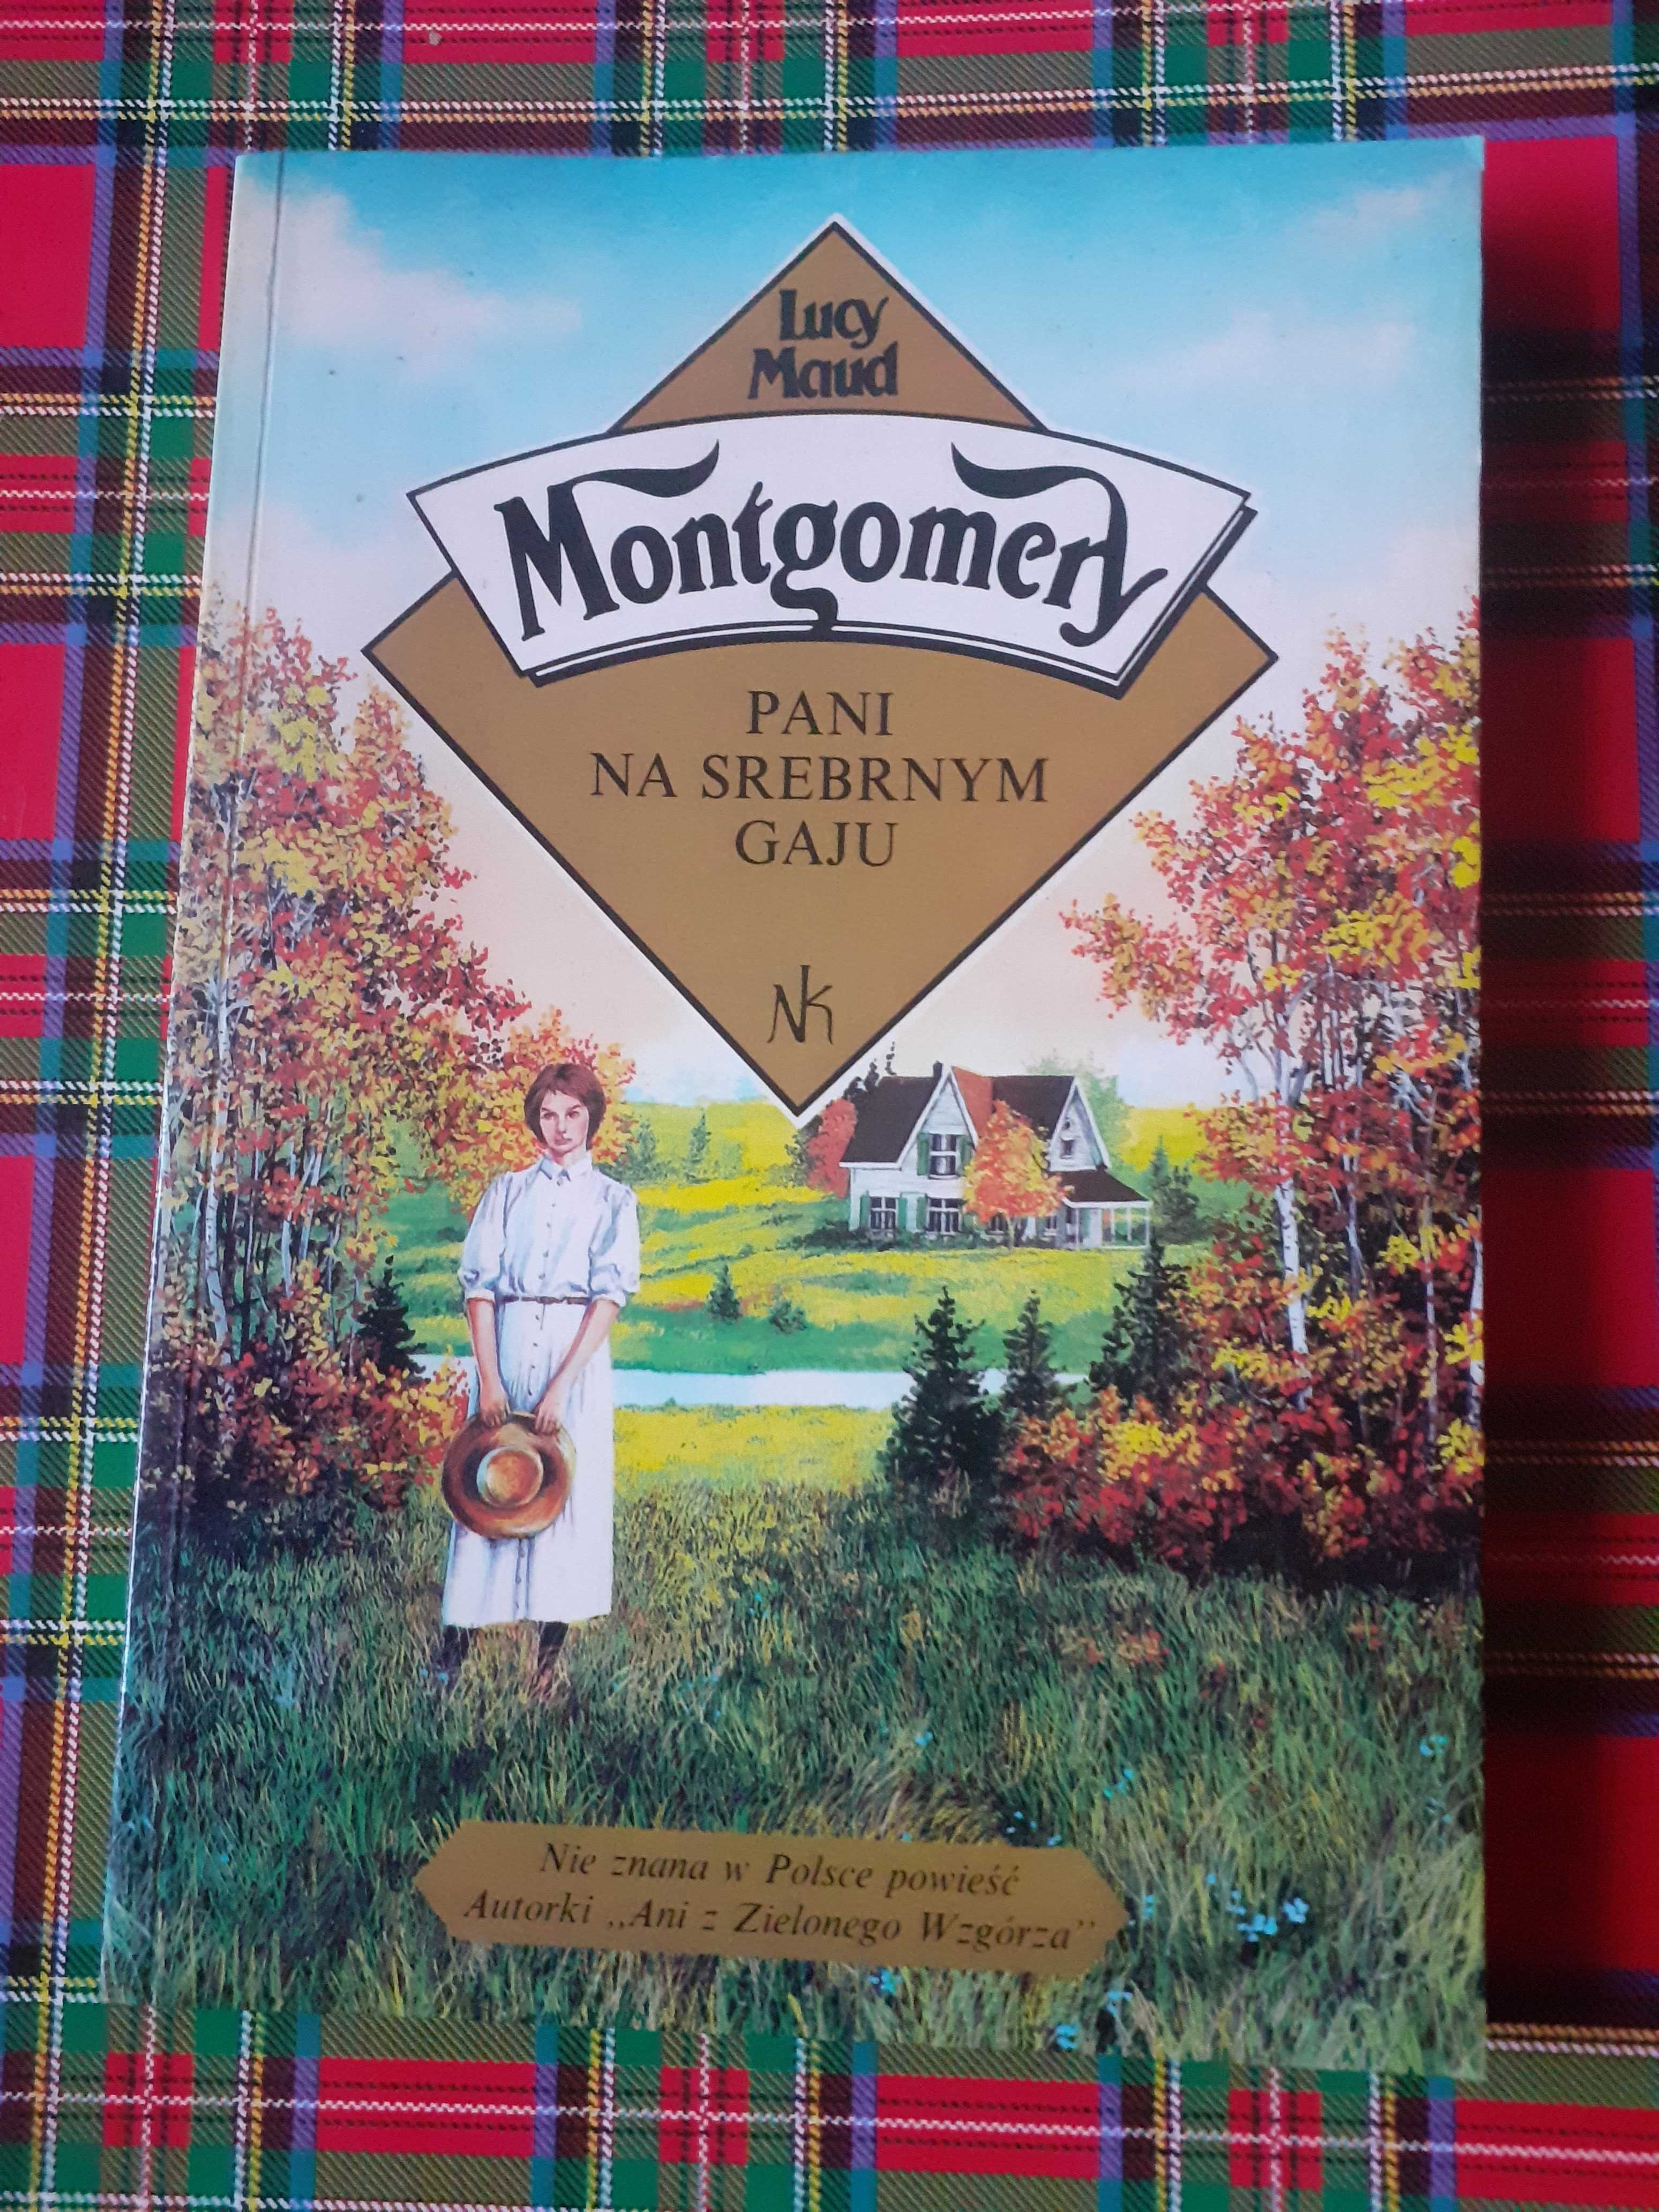 Lucy
Maud
Montgomery
PANI
NA SREBRNYM
GAJU
NK
Nie znana w Polsce powieść
Autorki „Ani z Zielonego Wzgórza”